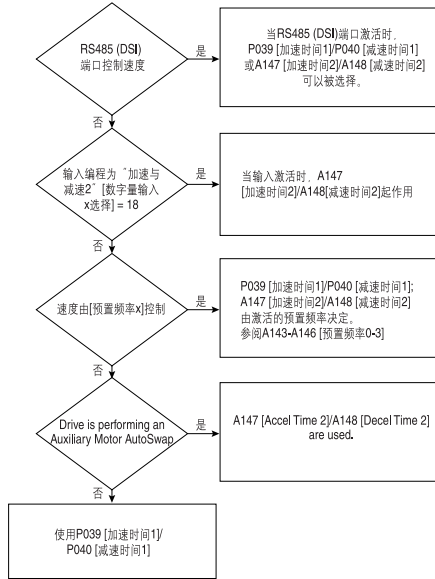 RS485 (DSI)
端口控制速度
是
当RS485 (DSI)端口激活时,
P039 [加速时间1]/P040 [减速时间1]
或A147 [加速时间2]/A148 [减速时间2]
可以被选择。
否
输入编程为“加速与
减速2”[数字量输入
x选择] = 18
是
当输入激活时, A147
[加速时间2]/A148[减速时间2]起作用
否
速度由[预置频率x]控制
是
P039 [加速时间1]/P040 [减速时间1];
A147 [加速时间2]/A148 [减速时间2]
由激活的预置频率决定。
参阅A143-A146 [预置频率0-3]
否
Drive is performing an
Auxiliary Motor AutoSwap
是
A147 [Accel Time 2]/A148 [Decel Time 2]
are used.
否
使用P039 [加速时间1]/
P040 [减速时间1]